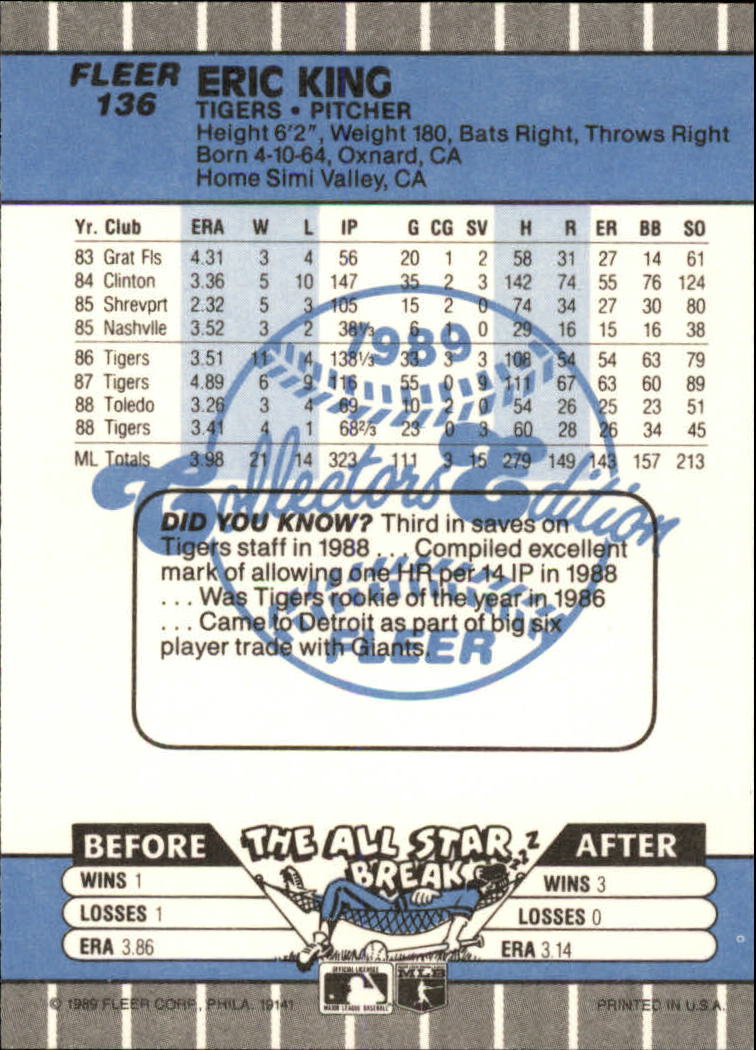 FLEER
136
ERIC KING
TIGERS • PITCHER
Height 6'2", Weight 180, Bats Right, Throws Right
Born 4-10-64, Oxnard, CA
Home Simi Valley, CA
Yr. Club ERA W L IP G CG SV H R ER BB SO
83 Grat Fls 4.31 3 4 56 20 1 2 58 31 27 14 61
84 Clinton 3.36 5 10 147 35 2 3 142 74 55 76 124
85 Shrevprt 2.32 5 3 105 15 2 0 74 34 27 30 80
85 Nashvlle 3.52 3 2 38⅓ 6 1 0 29 16 15 16 38
86 Tigers 3.51 11 4 138⅓ 33 3 3 108 54 54 63 79
87 Tigers 4.89 6 9 116 55 0 9 111 67 63 60 89
88 Toledo 3.26 3 4 69 10 2 0 54 26 25 23 51
88 Tigers 3.41 4 1 68⅔ 23 0 3 60 28 26 34 45
ML Totals 3.98 21 14 323 111 3 15 279 149 143 157 213
1989
Collectors Edition
FLEER
DID YOU KNOW? Third in saves on
Tigers staff in 1988 ... Compiled excellent
mark of allowing one HR per 14 IP in 1988
... Was Tigers rookie of the year in 1986
... Came to Detroit as part of big six
player trade with Giants.
BEFORE THE ALL STAR BREAK AFTER
zzzZ
WINS 1 WINS 3
LOSSES 1 LOSSES 0
ERA 3.86 ERA 3.14
OFFICIAL LICENSEE
MAJOR LEAGUE BASEBALL
MLB
© 1989 FLEER CORP., PHILA. 19141 PRINTED IN U.S.A.